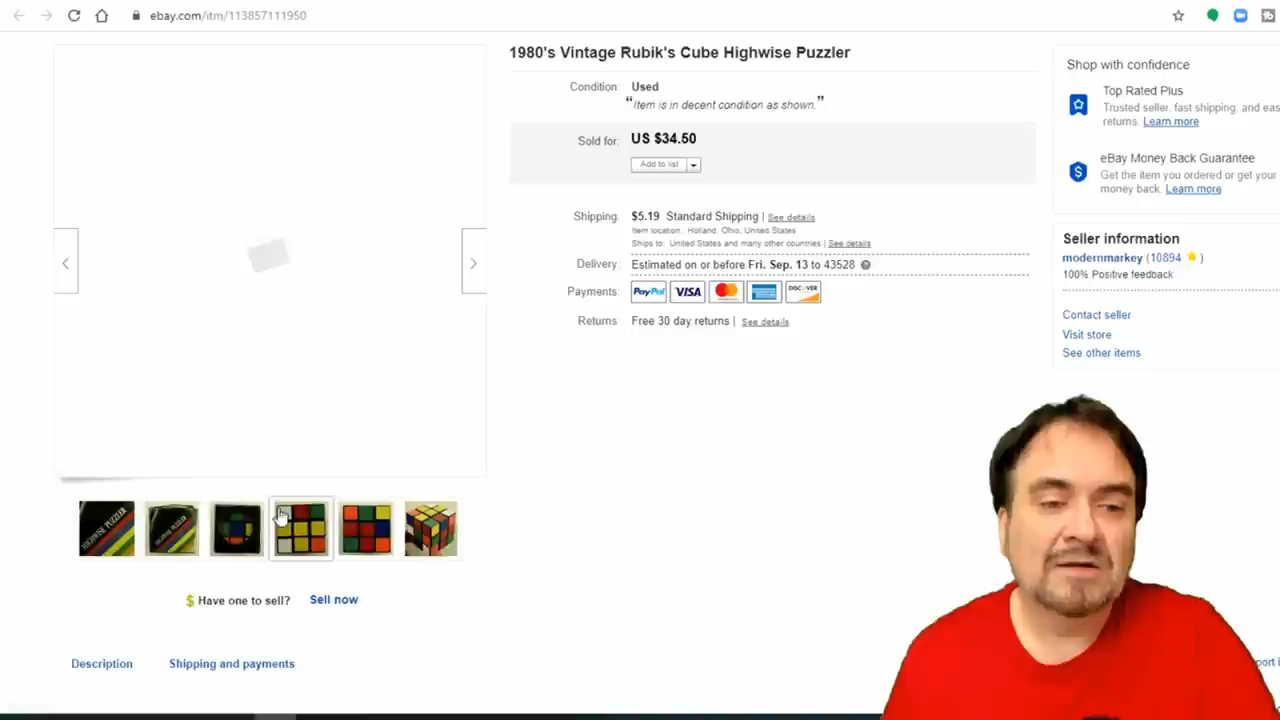 ebay.com/itm/113857111950
1980's Vintage Rubik's Cube Highwise Puzzler
Condition: Used
"Item is in decent condition as shown."
Sold for: US $34.50
Add to list
Shipping: $5.19 Standard Shipping | See details
Item location: Holland, Ohio, United States
Ships to: United States and many other countries | See details
Delivery: Estimated on or before Fri. Sep. 13 to 43528
Payments: PayPal VISA DISCOVER
Returns: Free 30 day returns | See details
Shop with confidence
Top Rated Plus
Trusted seller, fast shipping, and eas
returns. Learn more
eBay Money Back Guarantee
Get the item you ordered or get your
money back. Learn more
Seller information
modernmarkey (10894 )
100% Positive feedback
Contact seller
Visit store
See other items
HIGHWISE PUZZLER
HIGHWISE PUZZLER
$ Have one to sell? Sell now
Description Shipping and payments
port i